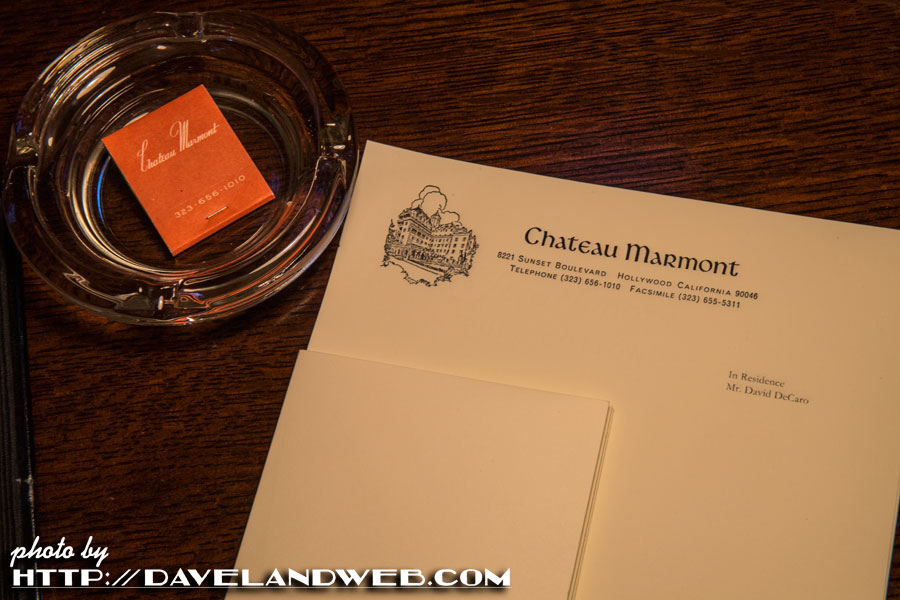 Chateau Marmont
323-656-1010
Chateau Marmont
8221 Sunset Boulevard Hollywood California 90046
Telephone (323) 656-1010 Facsimile (323) 655-5311
In Residence
Mr. David DeCaro
photo by
HTTP://DAVELANDWEB.COM